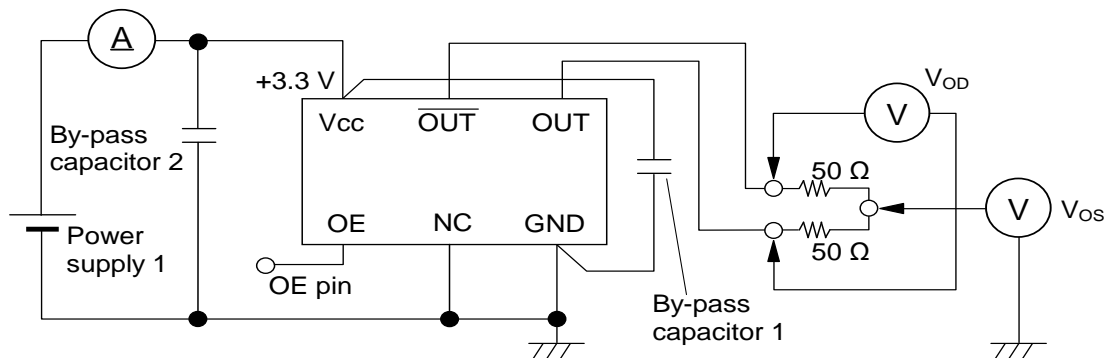 A
+3.3 V
Vcc
OUT
OUT
By-pass
capacitor 2
Power
supply 1
OE
NC
GND
OE pin
By-pass
capacitor 1
V
VOD
50 Ω
50 Ω
V
VOS